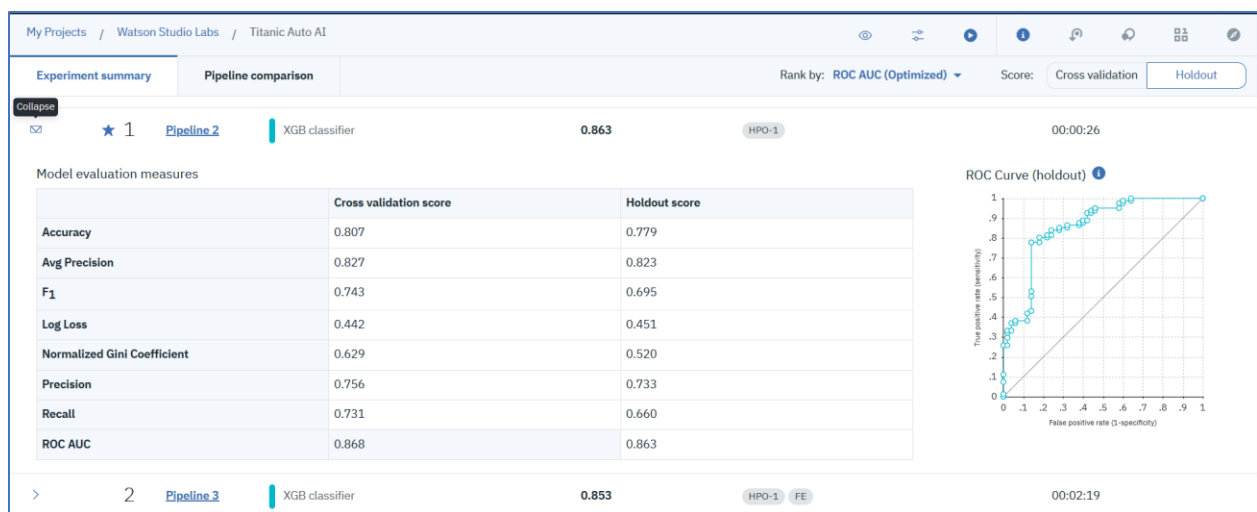 My Projects / Watson Studio Labs / Titanic Auto AI
Experiment summary Pipeline comparison Rank by: ROC AUC (Optimized) Score: Cross validation Holdout
Collapse
★ 1 Pipeline 2 XGB classifier 0.863 HPO-1 00:00:26
Model evaluation measures
Cross validation score Holdout score
Accuracy 0.807 0.779
Avg Precision 0.827 0.823
F1 0.743 0.695
Log Loss 0.442 0.451
Normalized Gini Coefficient 0.629 0.520
Precision 0.756 0.733
Recall 0.731 0.660
ROC AUC 0.868 0.863
ROC Curve (holdout)
True positive rate (sensitivity)
1
.9
.8
.7
.6
.5
.4
.3
.2
.1
0
0 .1 .2 .3 .4 .5 .6 .7 .8 .9 1
False positive rate (1-specificity)
2 Pipeline 3 XGB classifier 0.853 HPO-1 FE 00:02:19